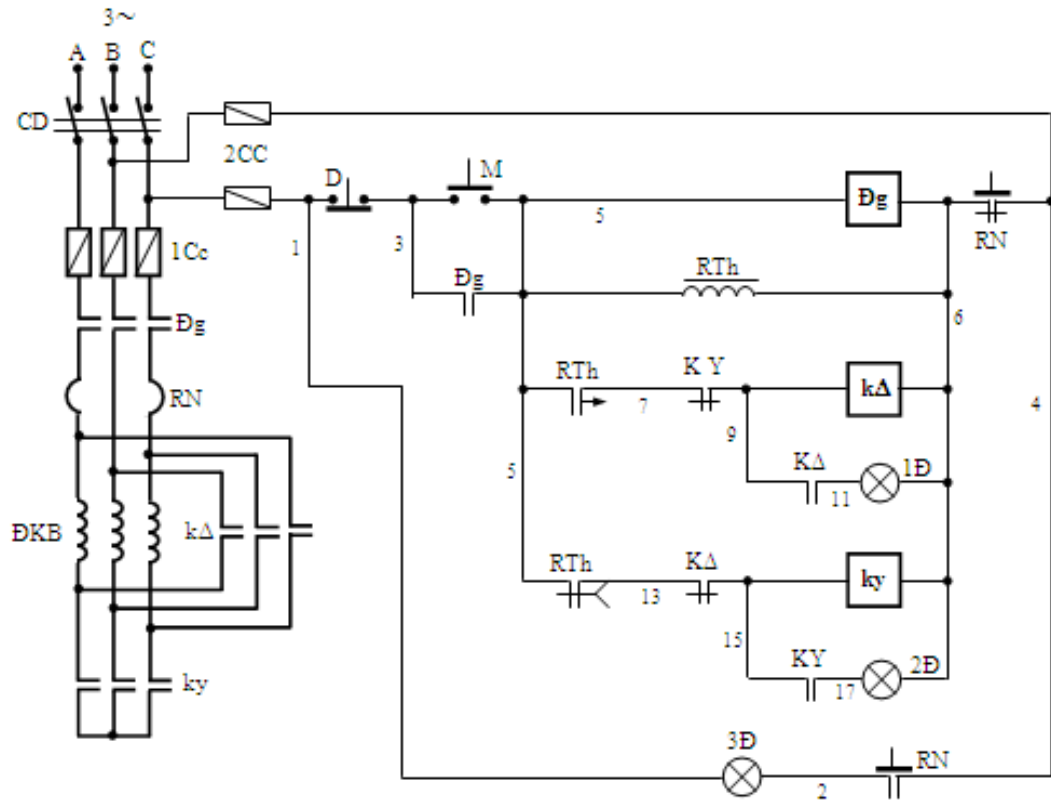 3~
A B C
CD
2CC
D
M
Đg
RN
1
3
5
1Cc
Đg
Đg
RTh
6
RN
RTh
K Y
kΔ
4
7
9
KΔ
1Đ
11
5
ĐKB
kΔ
RTh
KΔ
ky
13
15
KY
2Đ
17
ky
3Đ
RN
2